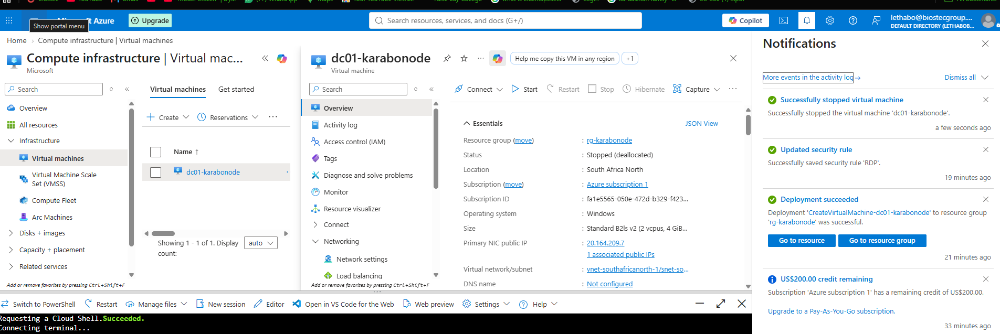 Show portal menu
Microsoft Azure
Upgrade
Search resources, services, and docs (G+/)
Copilot
lethabo@biostecgroup....
DEFAULT DIRECTORY (LETHABOB...
Home > Compute infrastructure | Virtual machines
Compute infrastructure | Virtual mac...
Microsoft
Search
Overview
All resources
Infrastructure
Virtual machines
Virtual Machine Scale
Set (VMSS)
Compute Fleet
Arc Machines
Disks + images
Capacity + placement
Related services
Add or remove favorites by pressing Ctrl+Shift+F
Virtual machines Get started
Create Reservations ...
Name ↑
dc01-karabonode
Showing 1 - 1 of 1. Display
count:
auto
dc01-karabonode
Virtual machine
Help me copy this VM in any region
+1
Search
Overview
Activity log
Access control (IAM)
Tags
Diagnose and solve problems
Monitor
Resource visualizer
Connect
Networking
Network settings
Load balancing
Add or remove favorites by pressing Ctrl+Shift+F
Connect Start Restart Stop Hibernate Capture ...
Essentials JSON View
Resource group (move) : rg-karabonode
Status : Stopped (deallocated)
Location : South Africa North
Subscription (move) : Azure subscription 1
Subscription ID : fa1e5565-050e-472d-b329-f423...
Operating system : Windows
Size : Standard B2ls v2 (2 vcpus, 4 GiB...
Primary NIC public IP : 20.164.209.7
1 associated public IPs
Virtual network/subnet : vnet-southafricanorth-1/snet-so...
DNS name : Not configured
Notifications
More events in the activity log → Dismiss all
Successfully stopped virtual machine
Successfully stopped the virtual machine 'dc01-karabonode'.
a few seconds ago
Updated security rule
Successfully saved security rule 'RDP'.
19 minutes ago
Deployment succeeded
Deployment 'CreateVirtualMachine-dc01-karabonode' to resource group
'rg-karabonode' was successful.
Go to resource Go to resource group
21 minutes ago
US$200.00 credit remaining
Subscription 'Azure subscription 1' has a remaining credit of US$200.00.
Upgrade to a Pay-As-You-Go subscription.
33 minutes ago
Switch to PowerShell Restart Manage files New session Editor Open in VS Code for the Web Web preview Settings Help
Requesting a Cloud Shell.Succeeded.
Connecting terminal...